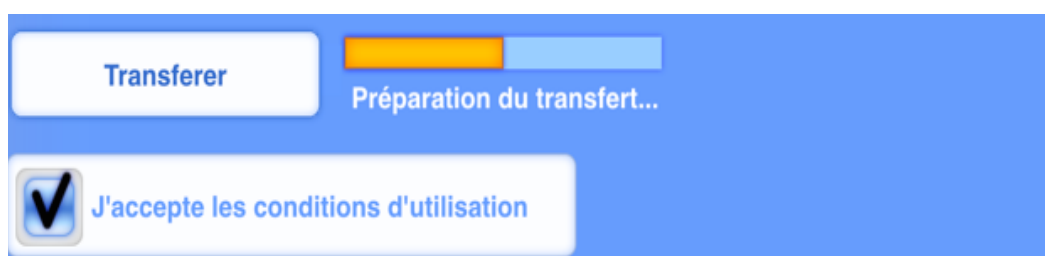 Transferer
Préparation du transfert...
J'accepte les conditions d'utilisation